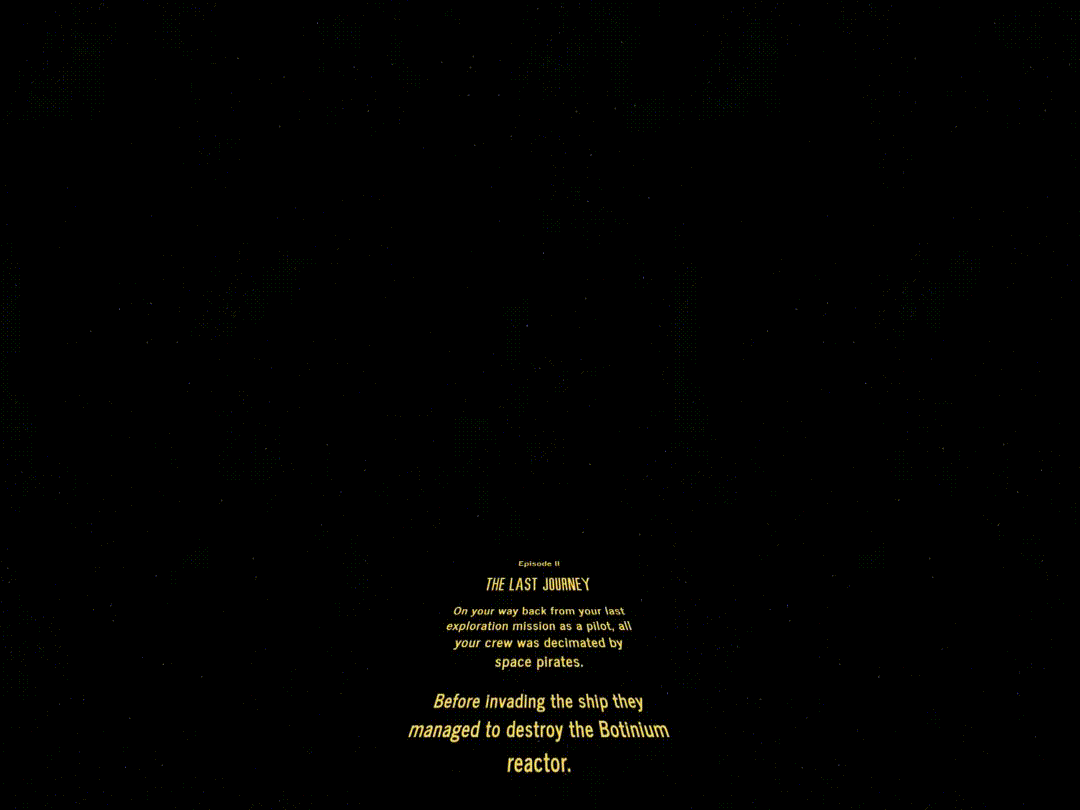 Episode II
THE LAST JOURNEY
On your way back from your last
exploration mission as a pilot, all
your crew was decimated by
space pirates.
Before invading the ship they
managed to destroy the Botinium
reactor.